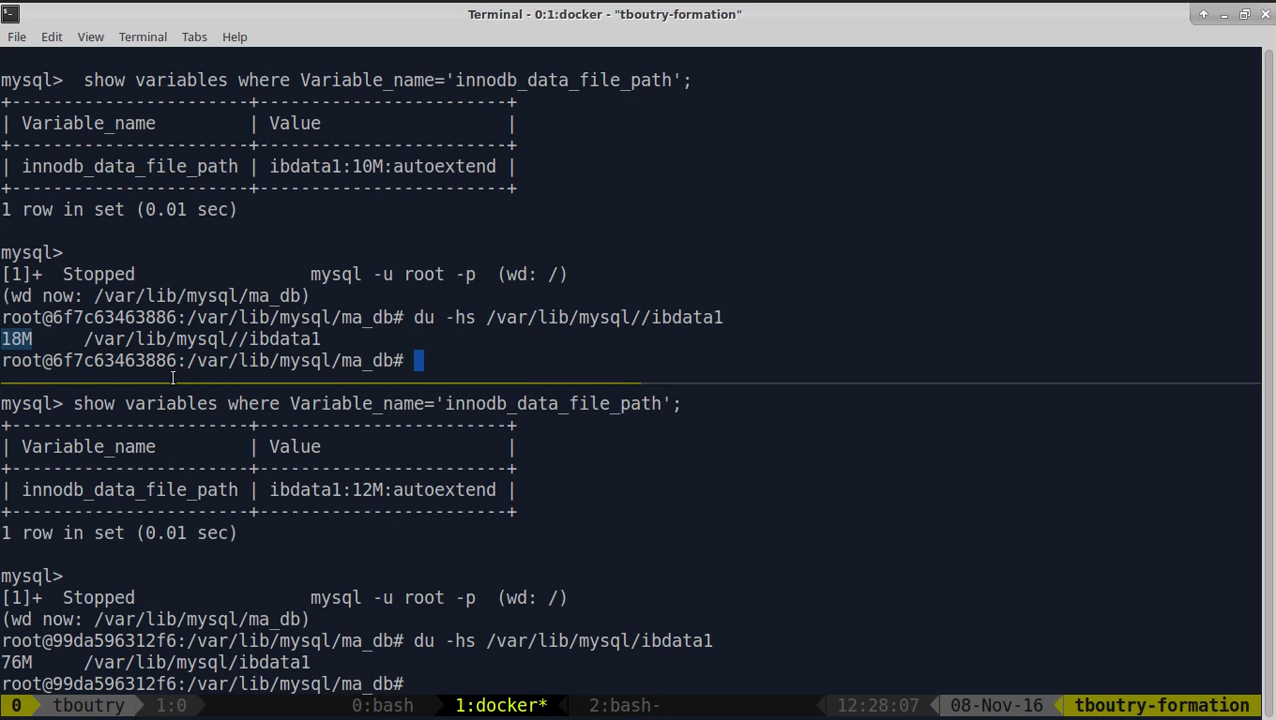 Terminal - 0:1:docker - "tboutry-formation"
File Edit View Terminal Tabs Help
mysql>  show variables where Variable_name='innodb_data_file_path';
+-----------------------+------------------------+
| Variable_name         | Value                  |
+-----------------------+------------------------+
| innodb_data_file_path | ibdata1:10M:autoextend |
+-----------------------+------------------------+
1 row in set (0.01 sec)
mysql>
[1]+  Stopped                 mysql -u root -p  (wd: /)
(wd now: /var/lib/mysql/ma_db)
root@6f7c63463886:/var/lib/mysql/ma_db# du -hs /var/lib/mysql//ibdata1
18M     /var/lib/mysql//ibdata1
root@6f7c63463886:/var/lib/mysql/ma_db#
mysql> show variables where Variable_name='innodb_data_file_path';
+-----------------------+------------------------+
| Variable_name         | Value                  |
+-----------------------+------------------------+
| innodb_data_file_path | ibdata1:12M:autoextend |
+-----------------------+------------------------+
1 row in set (0.01 sec)
mysql>
[1]+  Stopped                 mysql -u root -p  (wd: /)
(wd now: /var/lib/mysql/ma_db)
root@99da596312f6:/var/lib/mysql/ma_db# du -hs /var/lib/mysql/ibdata1
76M     /var/lib/mysql/ibdata1
root@99da596312f6:/var/lib/mysql/ma_db#
0 tboutry 1:0 0:bash 1:docker* 2:bash- 12:28:07 08-Nov-16 tboutry-formation